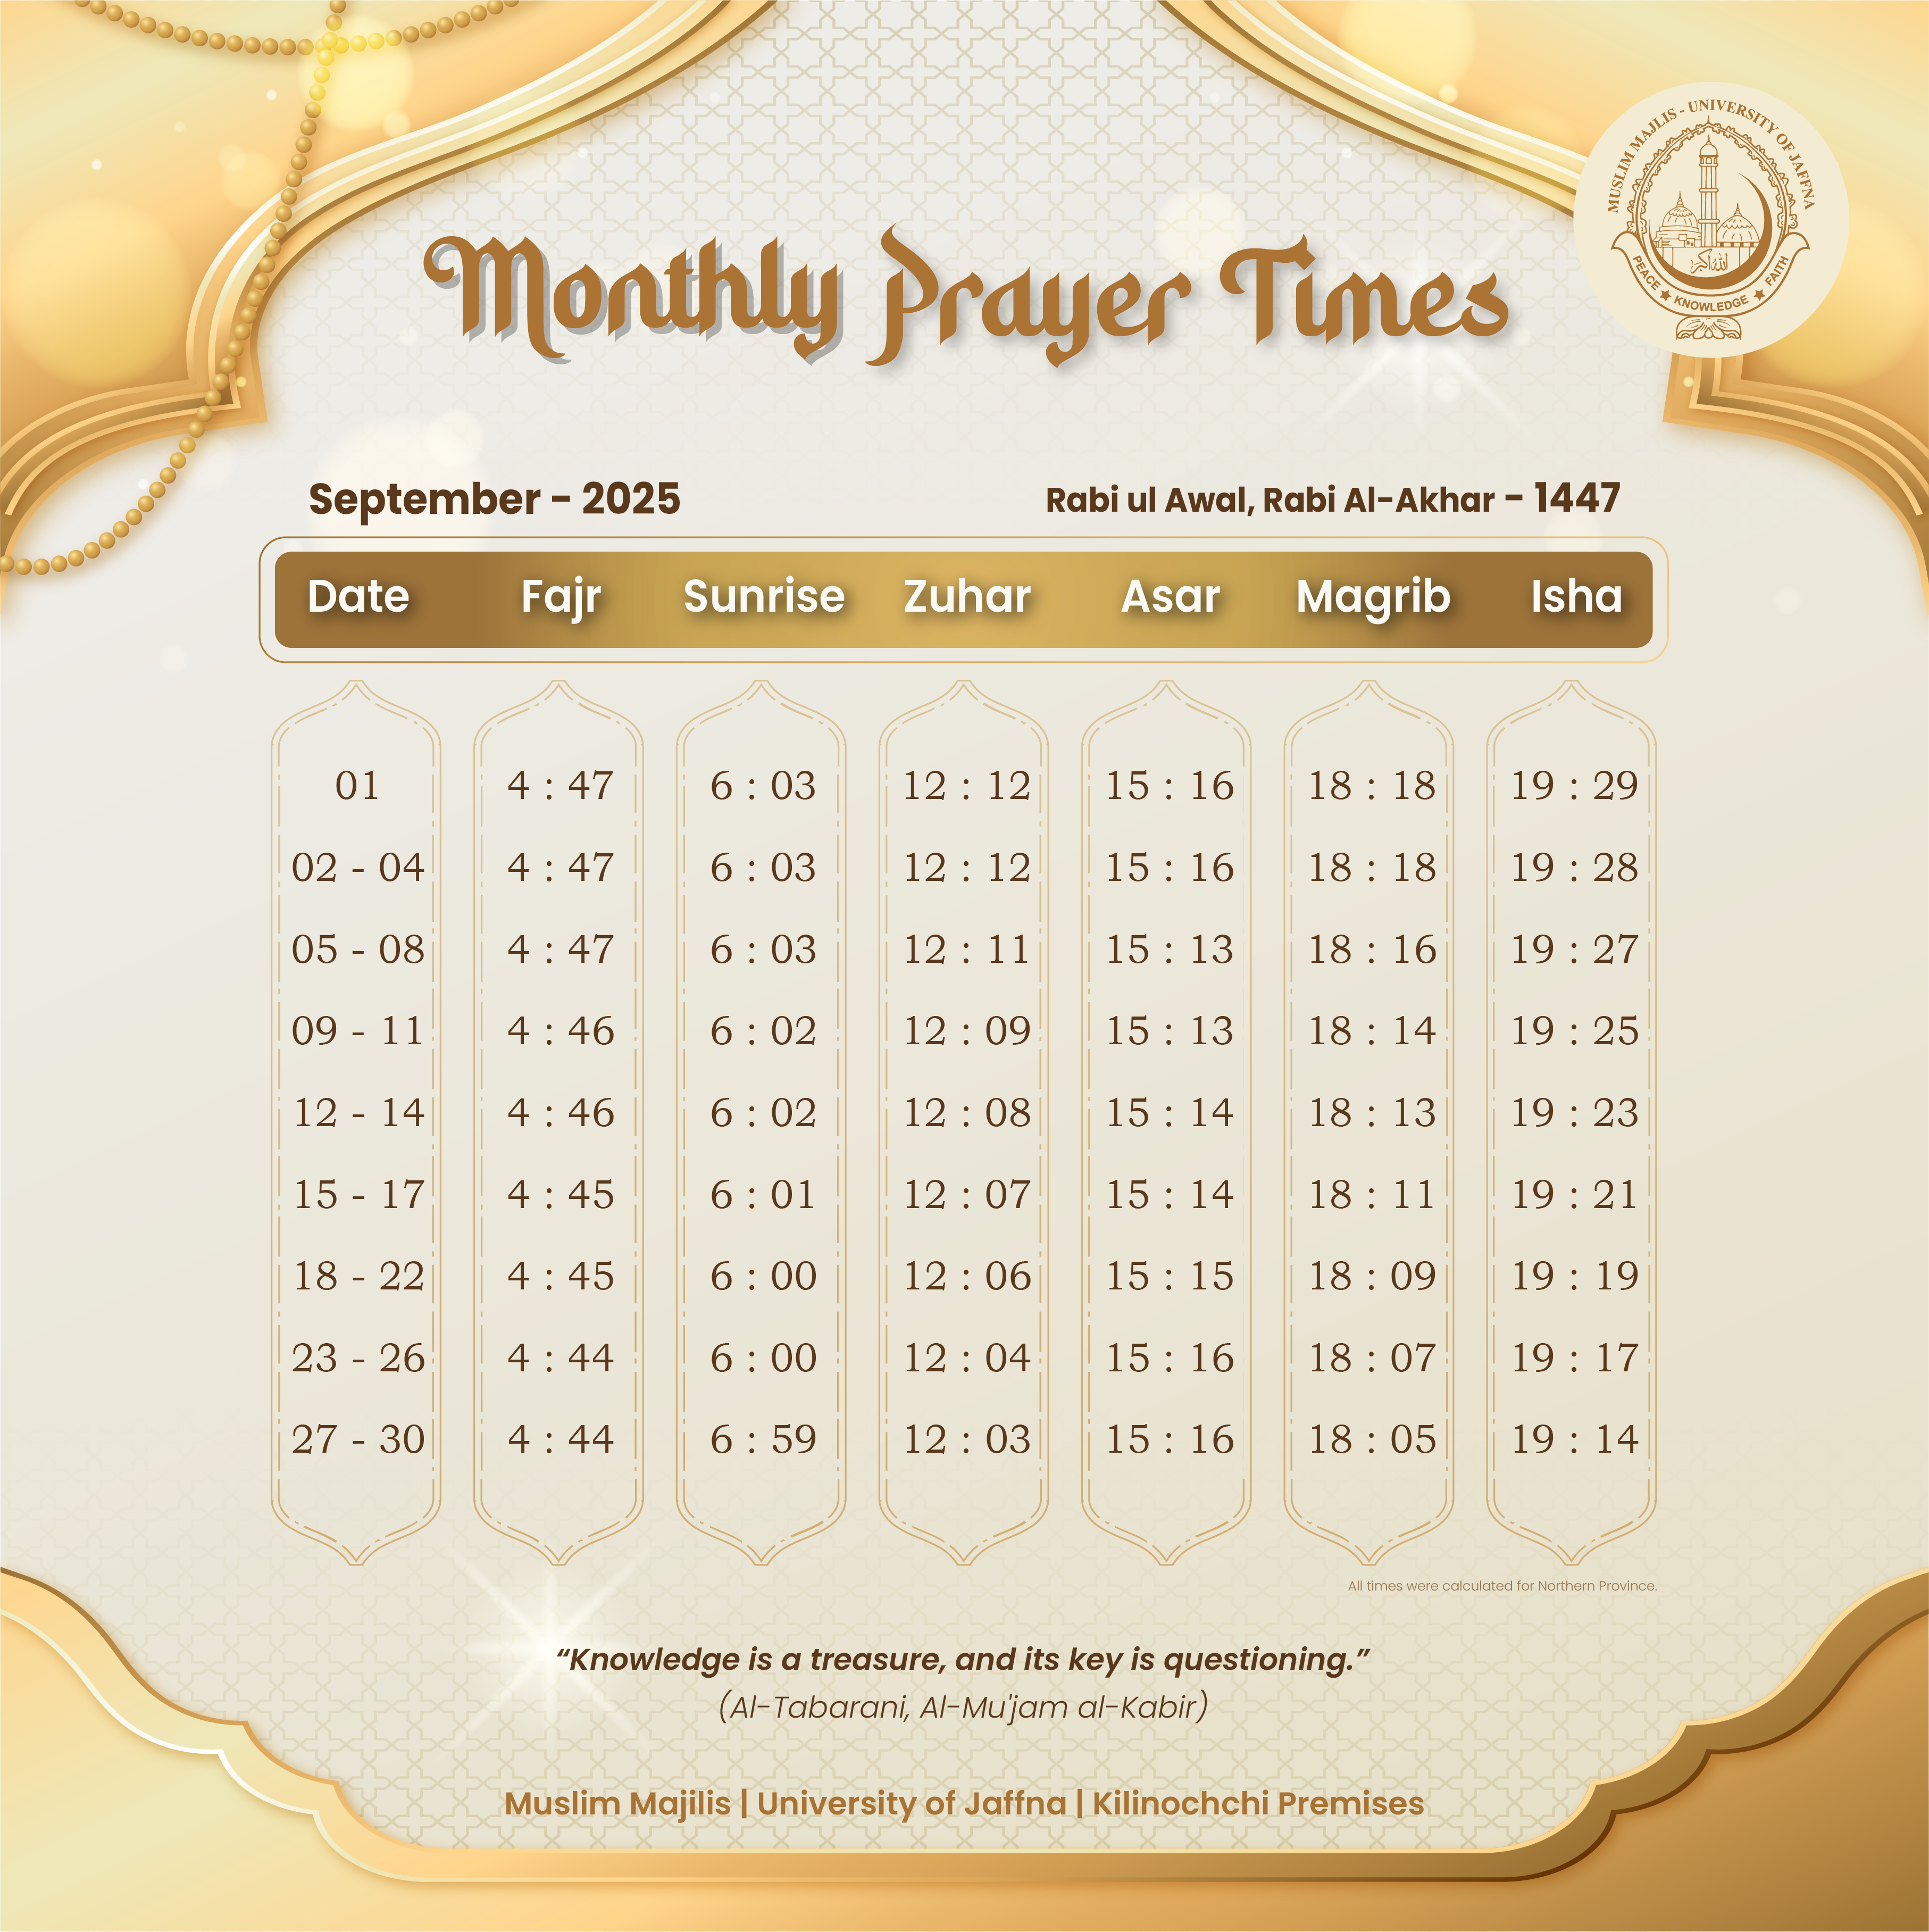 MUSLIM MAJLIS - UNIVERSITY OF JAFFNA
الله اكبر
PEACE ★ KNOWLEDGE ★ FAITH
Monthly Prayer Times
September - 2025 Rabi ul Awal, Rabi Al-Akhar - 1447
Date Fajr Sunrise Zuhar Asar Magrib Isha
01 4 : 47 6 : 03 12 : 12 15 : 16 18 : 18 19 : 29
02 - 04 4 : 47 6 : 03 12 : 12 15 : 16 18 : 18 19 : 28
05 - 08 4 : 47 6 : 03 12 : 11 15 : 13 18 : 16 19 : 27
09 - 11 4 : 46 6 : 02 12 : 09 15 : 13 18 : 14 19 : 25
12 - 14 4 : 46 6 : 02 12 : 08 15 : 14 18 : 13 19 : 23
15 - 17 4 : 45 6 : 01 12 : 07 15 : 14 18 : 11 19 : 21
18 - 22 4 : 45 6 : 00 12 : 06 15 : 15 18 : 09 19 : 19
23 - 26 4 : 44 6 : 00 12 : 04 15 : 16 18 : 07 19 : 17
27 - 30 4 : 44 6 : 59 12 : 03 15 : 16 18 : 05 19 : 14
All times were calculated for Northern Province.
“Knowledge is a treasure, and its key is questioning.”
(Al-Tabarani, Al-Mu'jam al-Kabir)
Muslim Majilis | University of Jaffna | Kilinochchi Premises